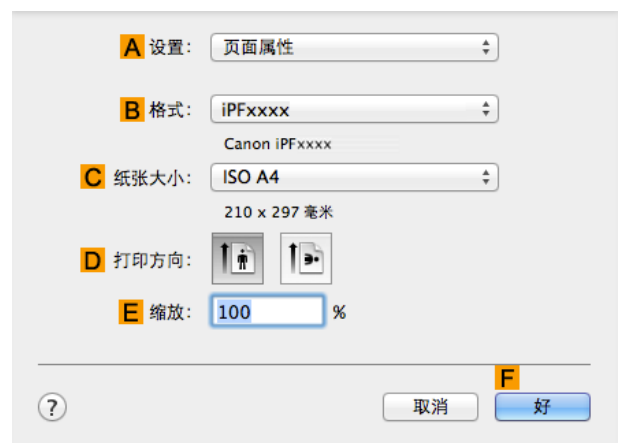 A 设置: 页面属性
B 格式: iPFxxxx
Canon iPFxxxx
C 纸张大小: ISO A4
210 x 297 毫米
D 打印方向:
E 缩放: 100 %
F
? 取消 好